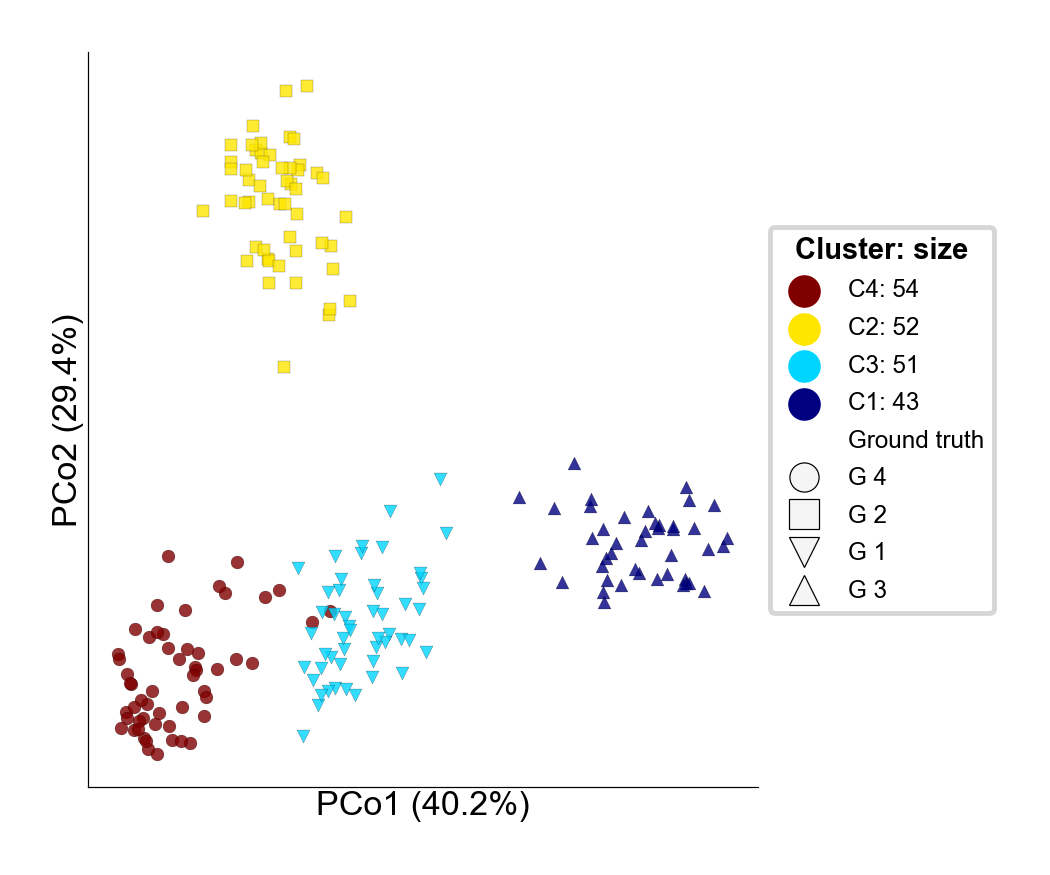 PCo2 (29.4%)
PCo1 (40.2%)
Cluster: size
C4: 54
C2: 52
C3: 51
C1: 43
Ground truth
G 4
G 2
G 1
G 3